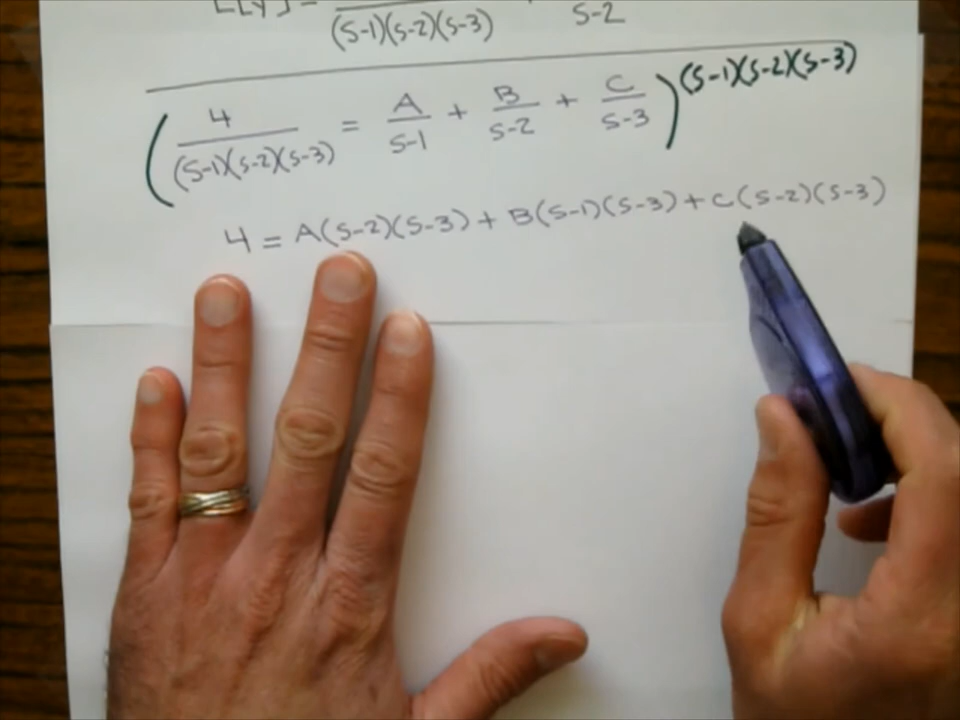 L[y] =
(s-1)(s-2)(s-3) s-2
( 4/((s-1)(s-2)(s-3)) = A/(s-1) + B/(s-2) + C/(s-3) ) (s-1)(s-2)(s-3)
4 = A(s-2)(s-3) + B(s-1)(s-3) + C(s-2)(s-3)